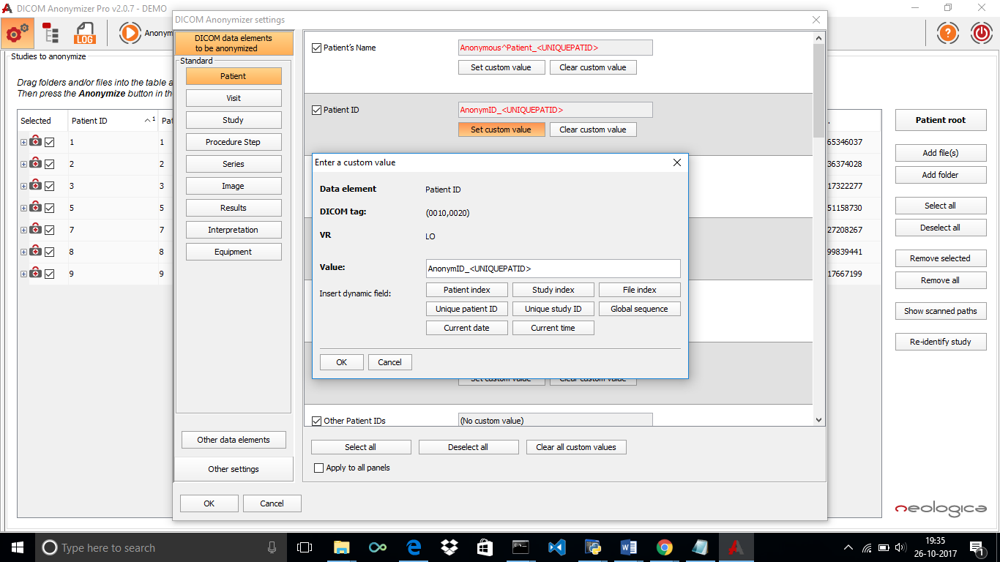 DICOM Anonymizer Pro v2.0.7 - DEMO
DICOM Anonymizer settings
LOG
Anonym
Studies to anonymize
Drag folders and/or files into the table a
Then press the Anonymize button in th
Selected
Patient ID
1
Pat
1
1
65346037
2
2
36374028
3
3
17322277
5
5
51158730
7
7
27208267
8
8
99839441
9
9
17667199
DICOM data elements
to be anonymized
Standard
Patient
Visit
Study
Procedure Step
Series
Image
Results
Interpretation
Equipment
Other data elements
Other settings
OK
Cancel
Patient's Name
Anonymous^Patient_<UNIQUEPATID>
Set custom value
Clear custom value
Patient ID
AnonymID_<UNIQUEPATID>
Set custom value
Clear custom value
Enter a custom value
Data element
Patient ID
DICOM tag:
(0010,0020)
VR
LO
Value:
AnonymID_<UNIQUEPATID>
Insert dynamic field:
Patient index
Study index
File index
Unique patient ID
Unique study ID
Global sequence
Current date
Current time
OK
Cancel
Set custom value
Clear custom value
Other Patient IDs
(No custom value)
Select all
Deselect all
Clear all custom values
Apply to all panels
Patient root
Add file(s)
Add folder
Select all
Deselect all
Remove selected
Remove all
Show scanned paths
Re-identify study
neologica
Type here to search
19:35
26-10-2017
1